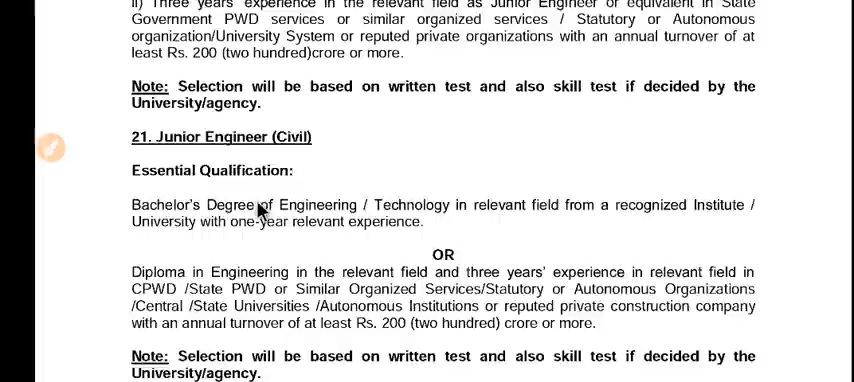 ii) Three years' experience in the relevant field as Junior Engineer or equivalent in State
Government PWD services or similar organized services / Statutory or Autonomous
organization/University System or reputed private organizations with an annual turnover of at
least Rs. 200 (two hundred)crore or more.
Note: Selection will be based on written test and also skill test if decided by the
University/agency.
21. Junior Engineer (Civil)
Essential Qualification:
Bachelor's Degree of Engineering / Technology in relevant field from a recognized Institute /
University with one-year relevant experience.
OR
Diploma in Engineering in the relevant field and three years' experience in relevant field in
CPWD /State PWD or Similar Organized Services/Statutory or Autonomous Organizations
/Central /State Universities /Autonomous Institutions or reputed private construction company
with an annual turnover of at least Rs. 200 (two hundred) crore or more.
Note: Selection will be based on written test and also skill test if decided by the
University/agency.